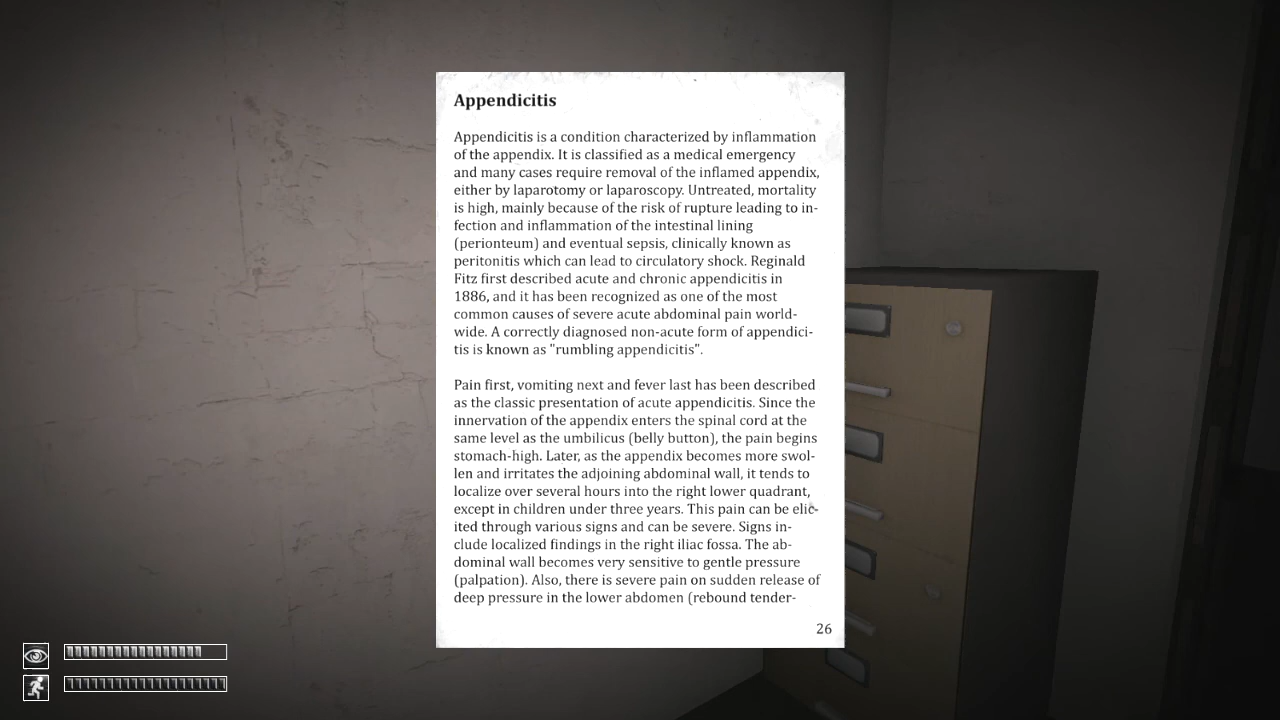 Appendicitis
Appendicitis is a condition characterized by inflammation
of the appendix. It is classified as a medical emergency
and many cases require removal of the inflamed appendix,
either by laparotomy or laparoscopy. Untreated, mortality
is high, mainly because of the risk of rupture leading to in-
fection and inflammation of the intestinal lining
(perionteum) and eventual sepsis, clinically known as
peritonitis which can lead to circulatory shock. Reginald
Fitz first described acute and chronic appendicitis in
1886, and it has been recognized as one of the most
common causes of severe acute abdominal pain world-
wide. A correctly diagnosed non-acute form of appendici-
tis is known as "rumbling appendicitis".
Pain first, vomiting next and fever last has been described
as the classic presentation of acute appendicitis. Since the
innervation of the appendix enters the spinal cord at the
same level as the umbilicus (belly button), the pain begins
stomach-high. Later, as the appendix becomes more swol-
len and irritates the adjoining abdominal wall, it tends to
localize over several hours into the right lower quadrant,
except in children under three years. This pain can be elic-
ited through various signs and can be severe. Signs in-
clude localized findings in the right iliac fossa. The ab-
dominal wall becomes very sensitive to gentle pressure
(palpation). Also, there is severe pain on sudden release of
deep pressure in the lower abdomen (rebound tender-
26